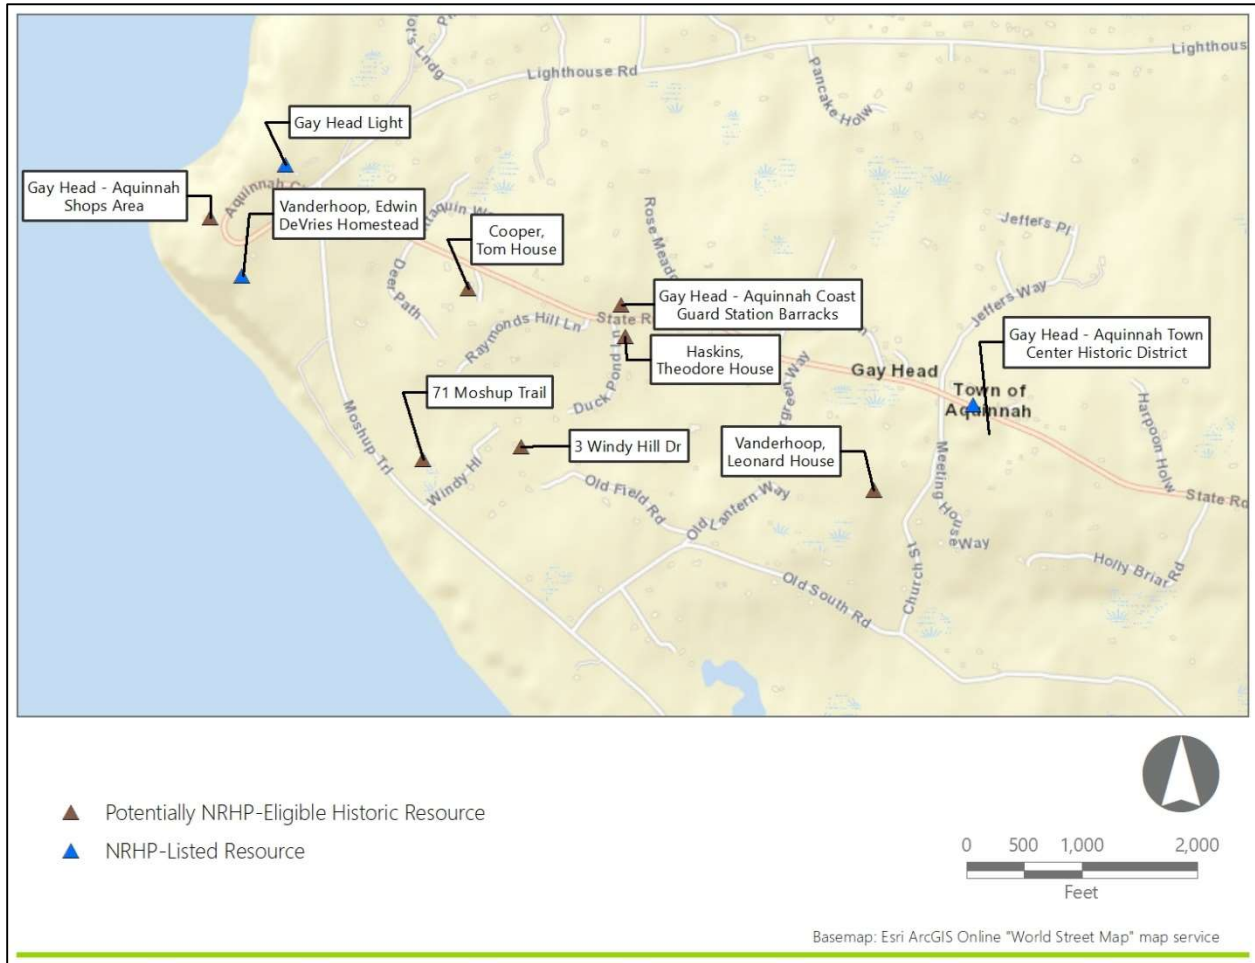 Lighthouse Rd
Lighthous
Pancake Holw
Gay Head Light
Gay Head - Aquinnah
Shops Area
Vanderhoop, Edwin
DeVries Homestead
Cooper,
Tom House
Rose Meado
Jeffers Pl
Jeffers Way
Deer Path
Raymonds Hill Ln
State Rd
Gay Head - Aquinnah Coast
Guard Station Barracks
Haskins,
Theodore House
Duck Pond Ln
Gay Head
Gay Head - Aquinnah Town
Center Historic District
Town of
Aquinnah
Harpoon Holw
State Rd
71 Moshup Trail
Moshup Trl
Windy Hl
3 Windy Hill Dr
Vanderhoop,
Leonard House
Old Field Rd
Old Lantern Way
Meeting House
Way
Church St
Holly Briar Rd
Old South Rd
Potentially NRHP-Eligible Historic Resource
NRHP-Listed Resource
0 500 1,000 2,000
Feet
Basemap: Esri ArcGIS Online "World Street Map" map service